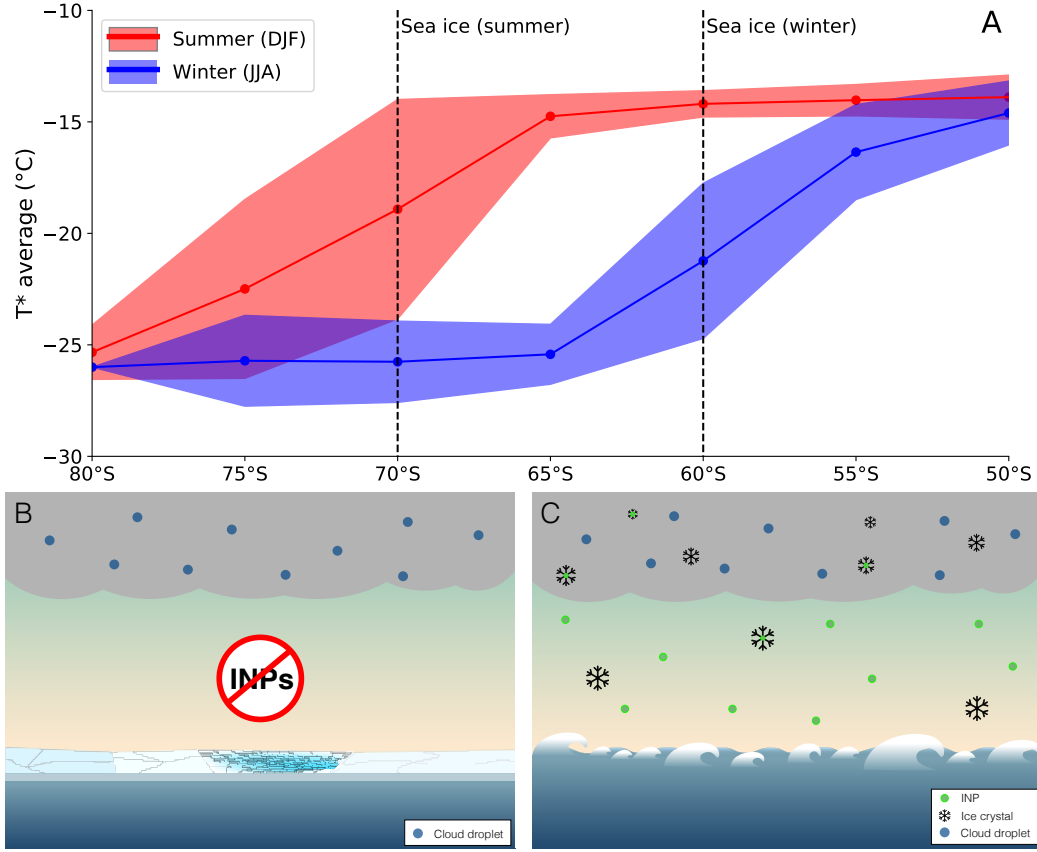 A
Sea ice (summer)
Sea ice (winter)
Summer (DJF)
Winter (JJA)
T* average (°C)
−10
−15
−20
−25
−30
80°S
75°S
70°S
65°S
60°S
55°S
50°S
B
INPs
Cloud droplet
C
INP
Ice crystal
Cloud droplet